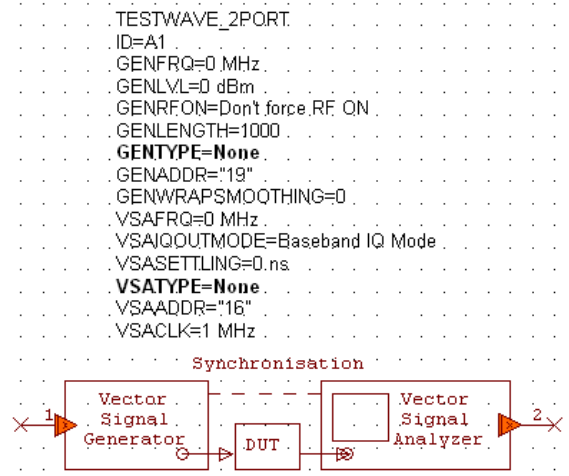 TESTWAVE_2PORT
ID=A1
GENFRQ=0 MHz
GENLVL=0 dBm
GENRFON=Don't force RF ON
GENLENGTH=1000
GENTYPE=None
GENADDR="19"
GENWRAPSMOOTHING=0
VSAFRQ=0 MHz
VSAIQOUTMODE=Baseband IQ Mode
VSASETTLING=0 ns
VSATYPE=None
VSAADDR="16"
VSACLK=1 MHz
Synchronisation
1
Vector
Signal
Generator
DUT
Vector
Signal
Analyzer
2